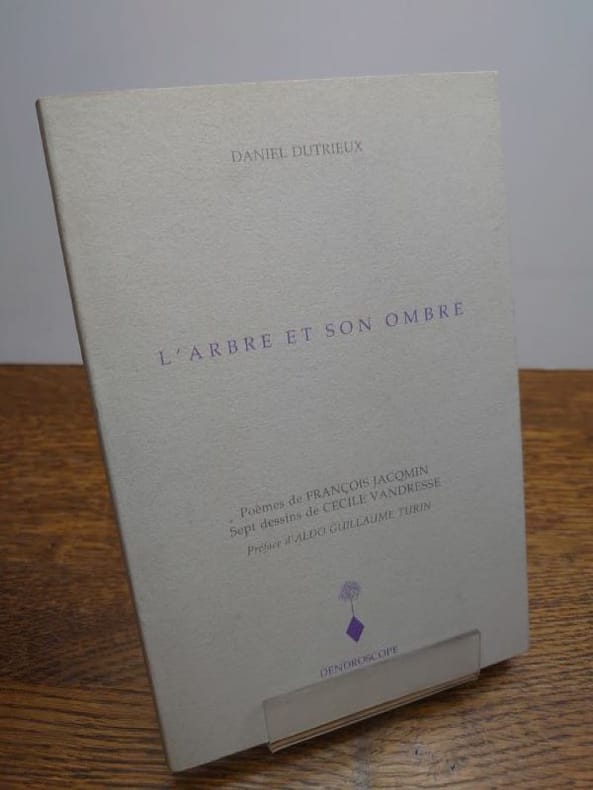 DANIEL DUTRIEUX
L'ARBRE ET SON OMBRE
Poèmes de FRANÇOIS JACQMIN
Sept dessins de CECILE VANDRESSE
Préface d'ALDO GUILLAUME TURIN
DENDROSCOPE